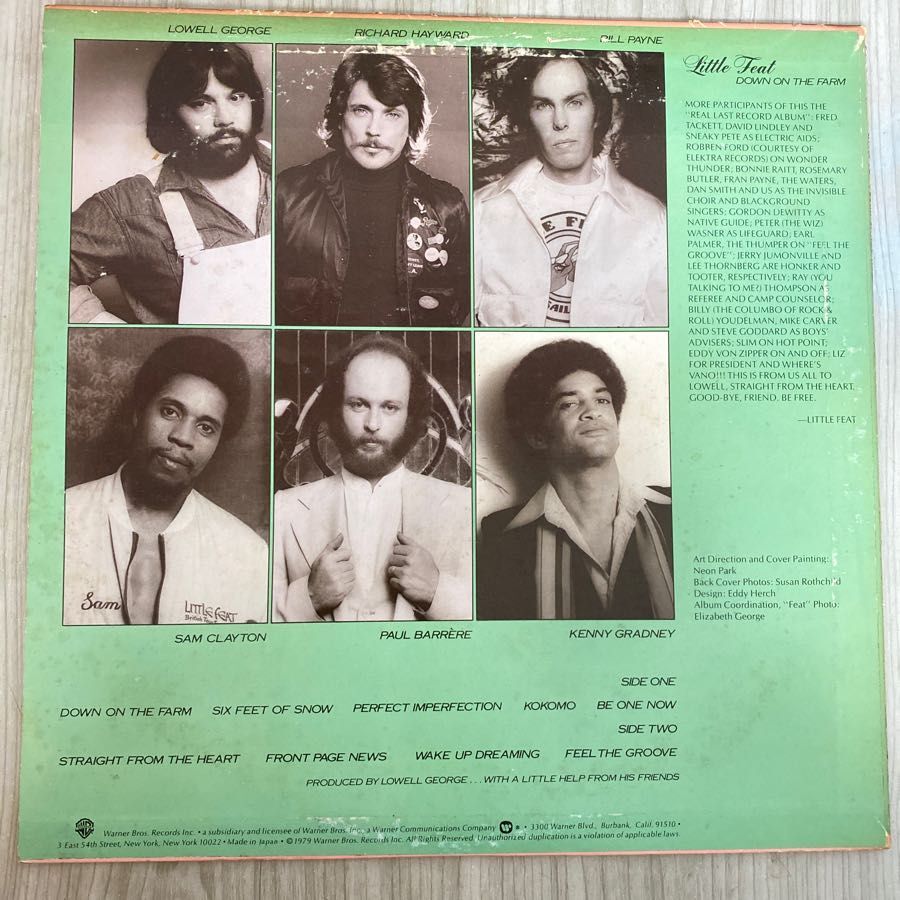 LOWELL GEORGE
RICHARD HAYWARD
BILL PAYNE
Little Feat
DOWN ON THE FARM
MORE PARTICIPANTS OF THIS THE
"REAL LAST RECORD ALBUM": FRED
TACKETT, DAVID LINDLEY AND
SNEAKY PETE AS ELECTRIC AIDS;
ROBBEN FORD (COURTESY OF
ELEKTRA RECORDS) ON WONDER
THUNDER; BONNIE RAITT, ROSEMARY
BUTLER, FRAN PAYNE, THE WATERS,
DAN SMITH AND US AS THE INVISIBLE
CHOIR AND BLACKGROUND
SINGERS; GORDON DEWITTY AS
NATIVE GUIDE; PETER (THE WIZ)
WASNER AS LIFEGUARD; EARL
PALMER, THE THUMPER ON "FEEL THE
GROOVE"; JERRY JUMONVILLE AND
LEE THORNBERG ARE HONKER AND
TOOTER, RESPECTIVELY; RAY (YOU
TALKING TO ME?) THOMPSON AS
REFEREE AND CAMP COUNSELOR;
BILLY (THE COLUMBO OF ROCK &
ROLL) YOUDELMAN, MIKE CARVER
AND STEVE GODDARD AS BOYS'
ADVISERS; SLIM ON HOT POINT;
EDDY VON ZIPPER ON AND OFF; LIZ
FOR PRESIDENT AND WHERE'S
VANO!!! THIS IS FROM US ALL TO
LOWELL, STRAIGHT FROM THE HEART.
GOOD-BYE, FRIEND. BE FREE.
—LITTLE FEAT
E FI
SAIL
Sam
LITTLE FEAT
British
Art Direction and Cover Painting:
Neon Park
Back Cover Photos: Susan Rothchild
Design: Eddy Herch
Album Coordination, "Feat" Photo:
Elizabeth George
SAM CLAYTON
PAUL BARRÈRE
KENNY GRADNEY
SIDE ONE
DOWN ON THE FARM SIX FEET OF SNOW PERFECT IMPERFECTION KOKOMO BE ONE NOW
SIDE TWO
STRAIGHT FROM THE HEART FRONT PAGE NEWS WAKE UP DREAMING FEEL THE GROOVE
PRODUCED BY LOWELL GEORGE . . . WITH A LITTLE HELP FROM HIS FRIENDS
Warner Bros. Records Inc. • a subsidiary and licensee of Warner Bros. Inc., a Warner Communications Company • 3300 Warner Blvd., Burbank, Calif. 91510 •
3 East 54th Street, New York, New York 10022 • Made in Japan • © 1979 Warner Bros. Records Inc. All Rights Reserved. Unauthorized duplication is a violation of applicable laws.